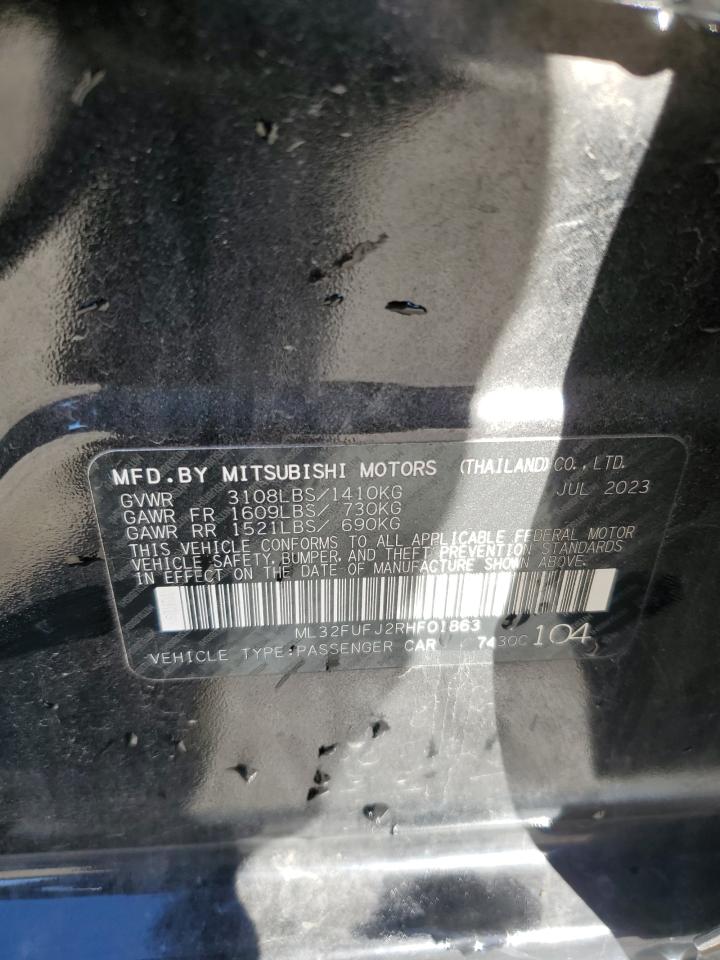 MFD.BY MITSUBISHI MOTORS (THAILAND)CO.,LTD.
GVWR 3108LBS/1410KG JUL 2023
GAWR FR 1609LBS/ 730KG
GAWR RR 1521LBS/ 690KG
THIS VEHICLE CONFORMS TO ALL APPLICABLE FEDERAL MOTOR
VEHICLE SAFETY, BUMPER, AND THEFT PREVENTION STANDARDS
IN EFFECT ON THE DATE OF MANUFACTURE SHOWN ABOVE.
ML32FUFJ2RHF01863
VEHICLE TYPE:PASSENGER CAR 7430C 104